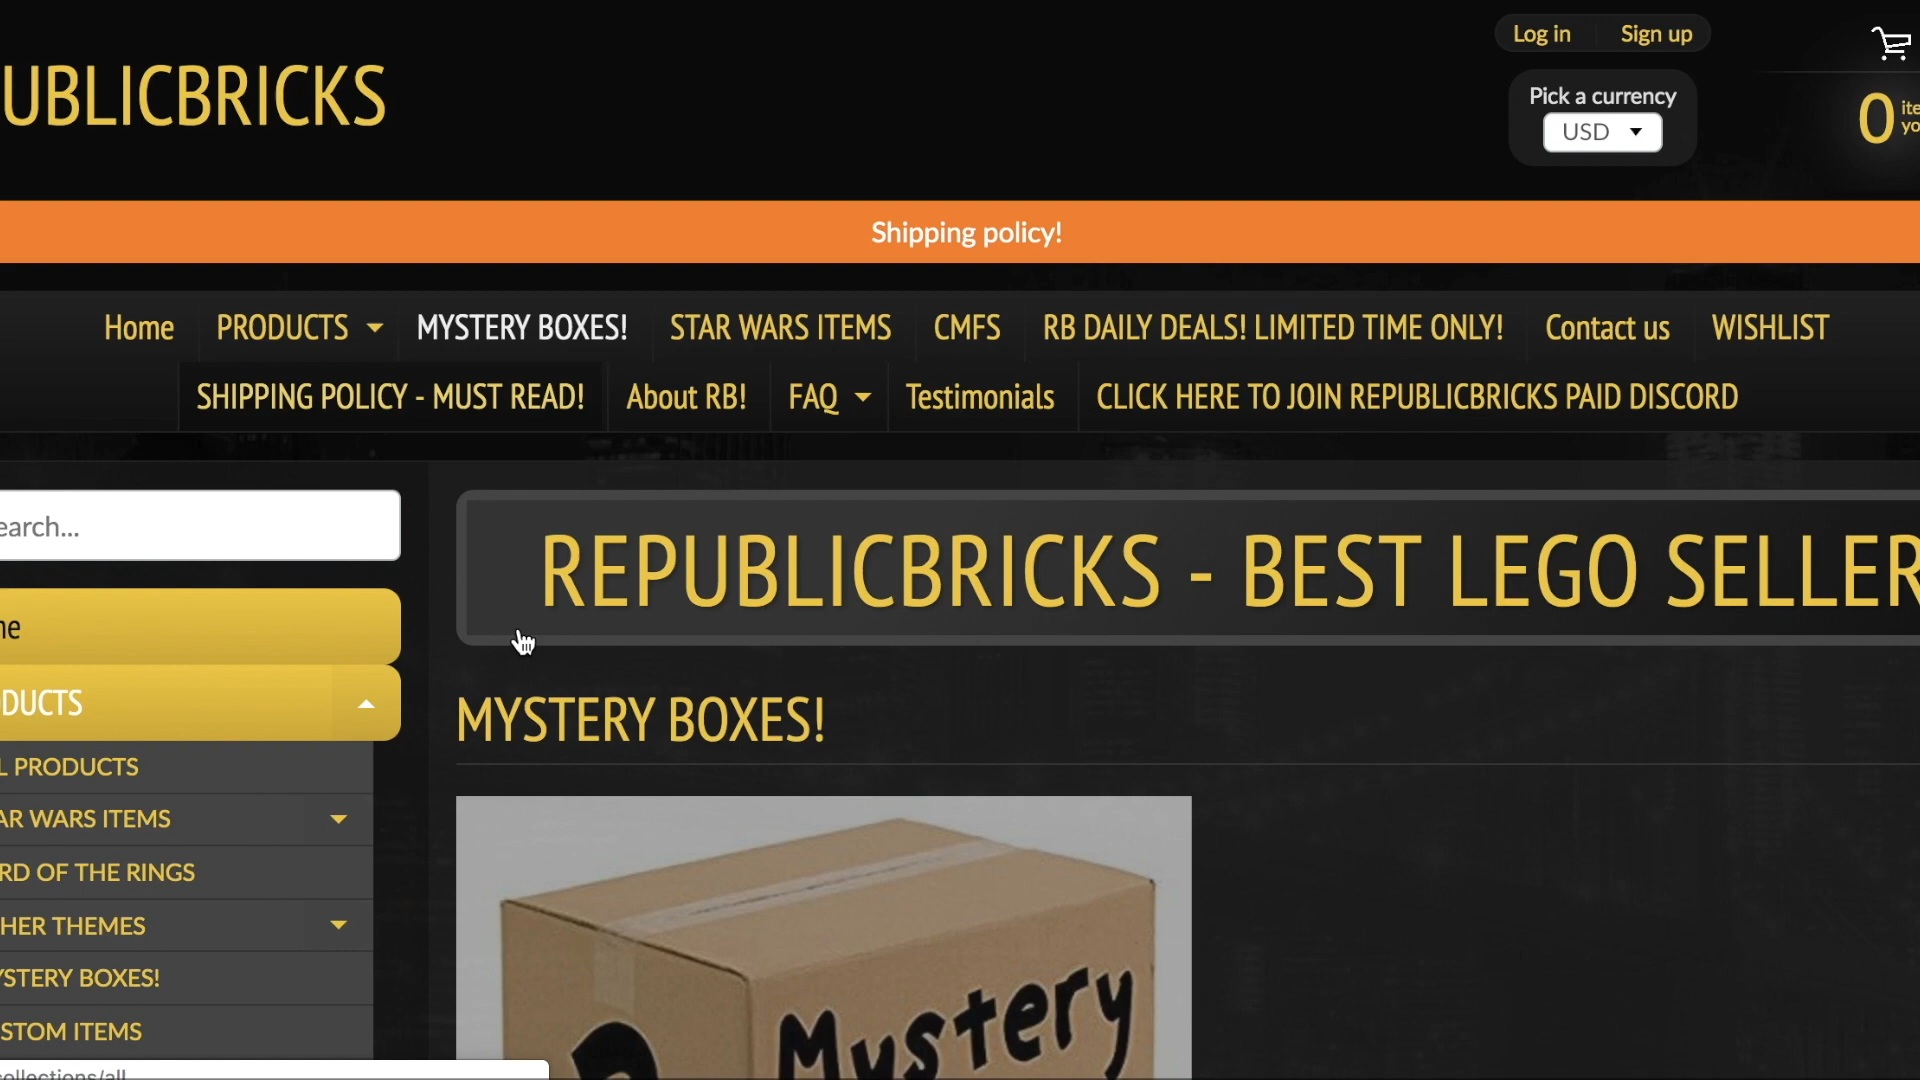 UBLICBRICKS
Log in
Sign up
Pick a currency
USD
0
Shipping policy!
Home
PRODUCTS
MYSTERY BOXES!
STAR WARS ITEMS
CMFS
RB DAILY DEALS! LIMITED TIME ONLY!
Contact us
WISHLIST
SHIPPING POLICY - MUST READ!
About RB!
FAQ
Testimonials
CLICK HERE TO JOIN REPUBLICBRICKS PAID DISCORD
earch...
REPUBLICBRICKS - BEST LEGO SELLER
me
DUCTS
MYSTERY BOXES!
L PRODUCTS
AR WARS ITEMS
RD OF THE RINGS
HER THEMES
YSTERY BOXES!
STOM ITEMS
Mystery
collections/all